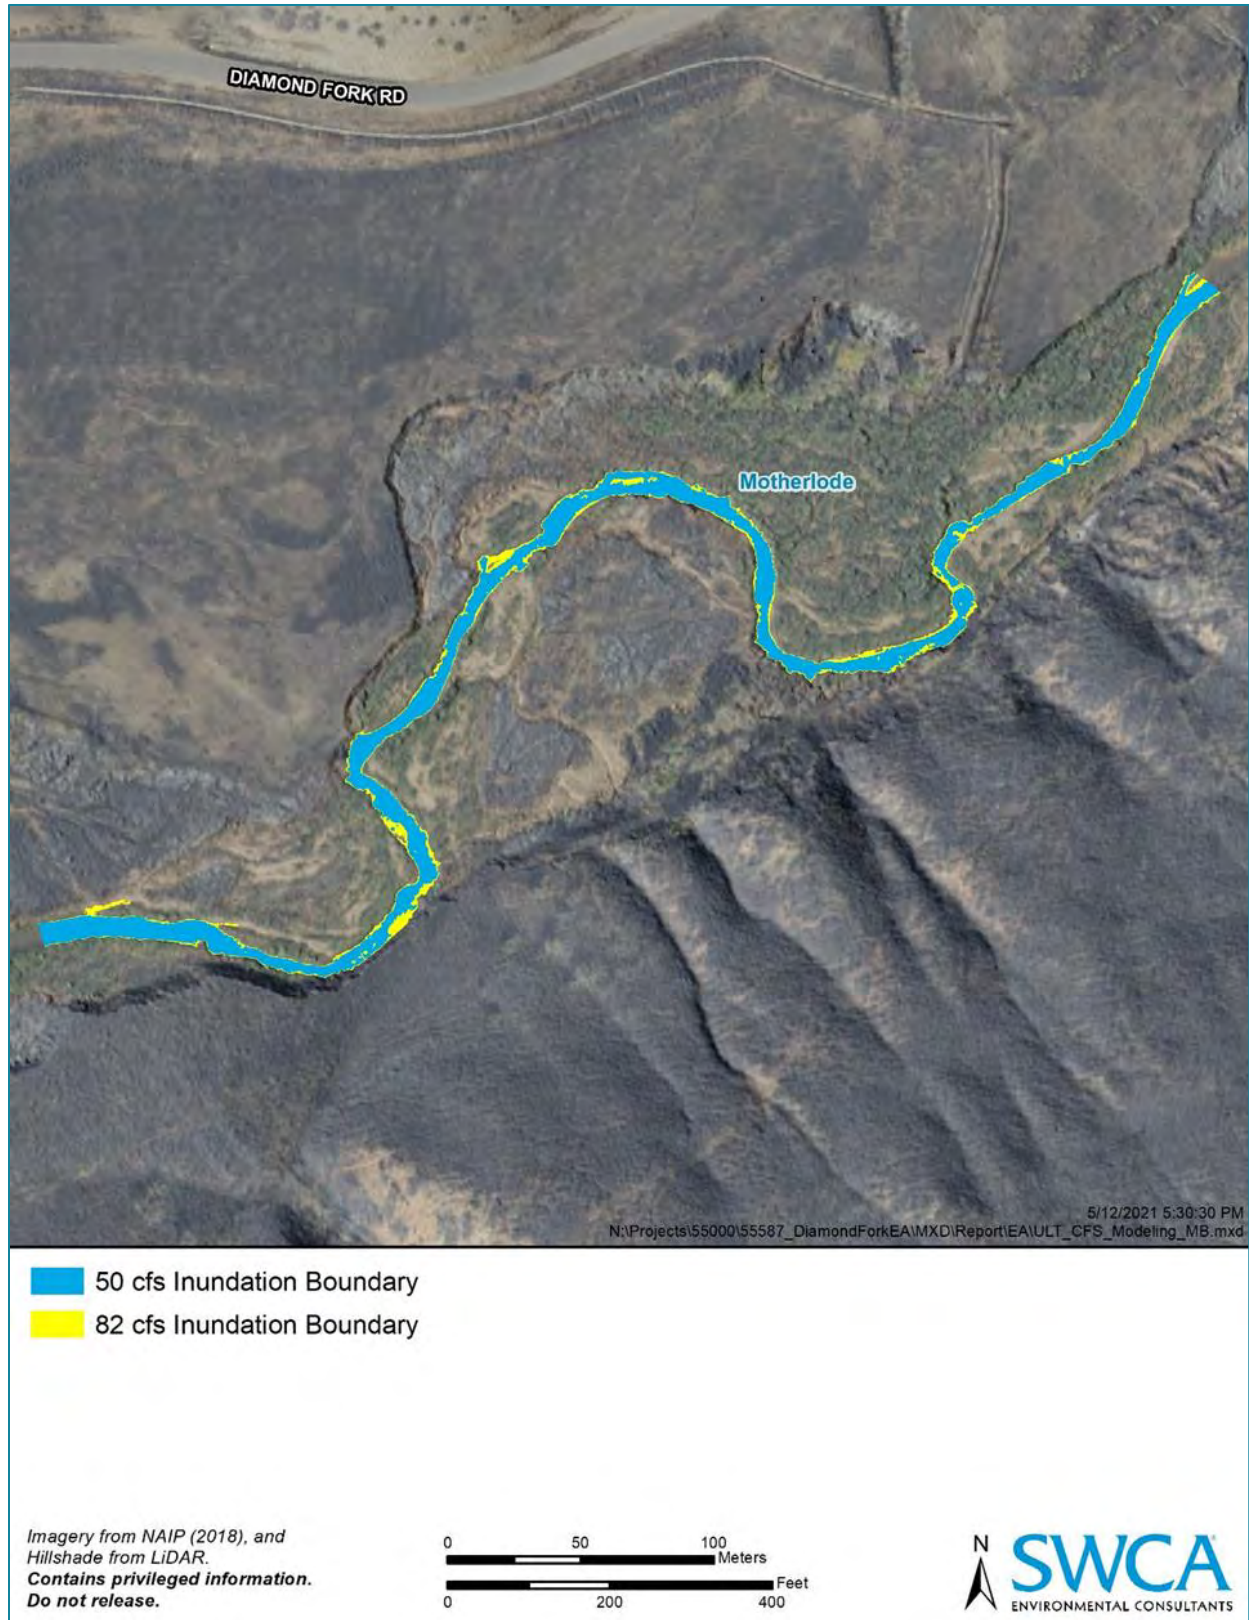 DIAMOND FORK RD
Motherlode
5/12/2021 5:30:30 PM
N:\Projects\55000\55587_DiamondForkEA\MXD\Report\EA\ULT_CFS_Modeling_MB.mxd
50 cfs Inundation Boundary
82 cfs Inundation Boundary
Imagery from NAIP (2018), and
Hillshade from LiDAR.
Contains privileged information.
Do not release.
0 50 100
Meters
Feet
0 200 400
N
SWCA
ENVIRONMENTAL CONSULTANTS